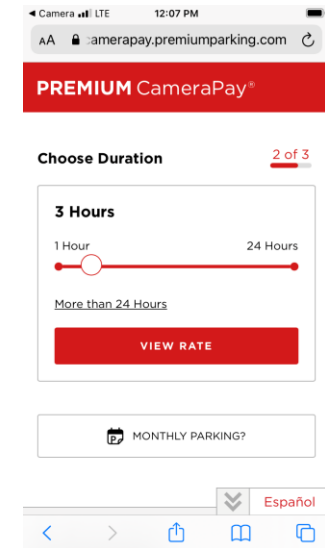 Camera LTE 12:07 PM
AA camerapay.premiumparking.com
PREMIUM CameraPay®
Choose Duration 2 of 3
3 Hours
1 Hour 24 Hours
More than 24 Hours
VIEW RATE
MONTHLY PARKING?
Español